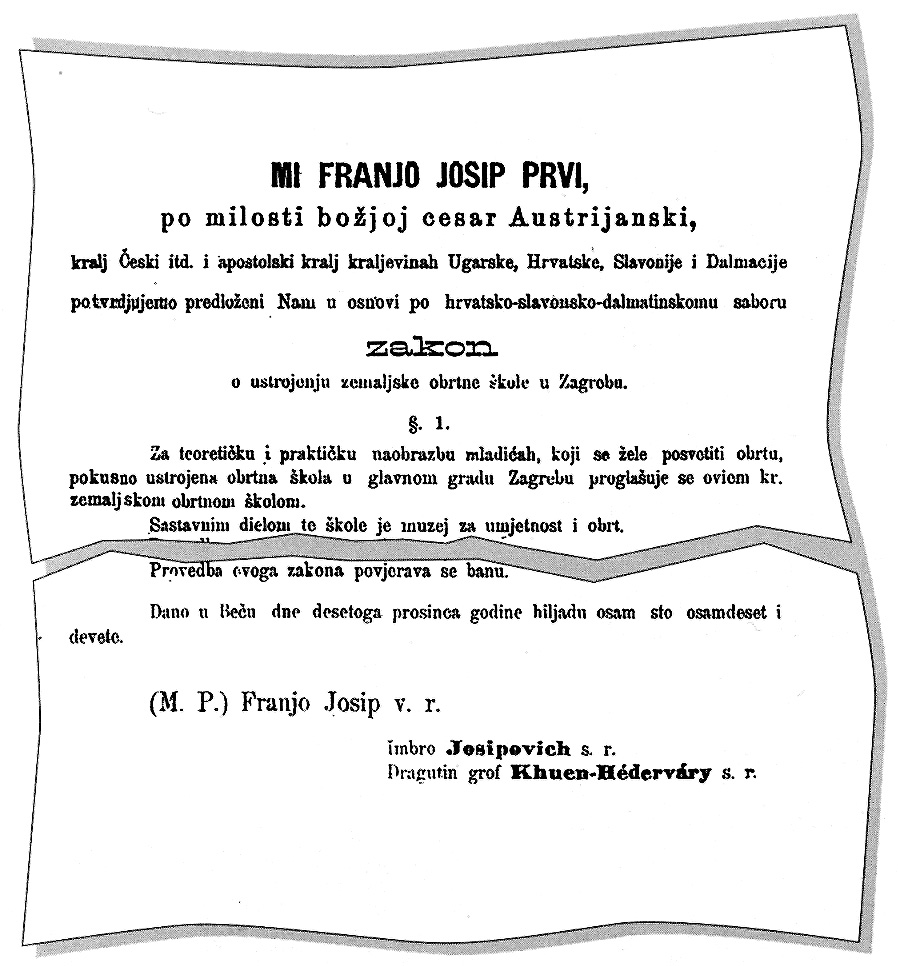 MI FRANJO JOSIP PRVI,
po milosti božjoj cesar Austrijanski,
kralj Česki itd. i apostolski kralj kraljevinah Ugarske, Hrvatske, Slavonije i Dalmacije
potvrdjujemo predloženi Nam u osnovi po hrvatsko-slavonsko-dalmatinskomu saboru
zakon
o ustrojenju zemaljske obrtne škole u Zagrebu.
§. 1.
Za teoretičku i praktičku naobrazbu mladićah, koji se žele posvetiti obrtu,
pokusno ustrojena obrtna škola u glavnom gradu Zagrebu proglašuje se oviem kr.
zemaljskom obrtnom školom.
Sastavnim dielom te škole je muzej za umjetnost i obrt.
Provedba ovoga zakona povjerava se banu.
Dano u Beču dne desetoga prosinca godine hiljadu osam sto osamdeset i
devete.
(M. P.) Franjo Josip v. r.
Imbro Josipovich s. r.
Dragutin grof Khuen-Héderváry s. r.